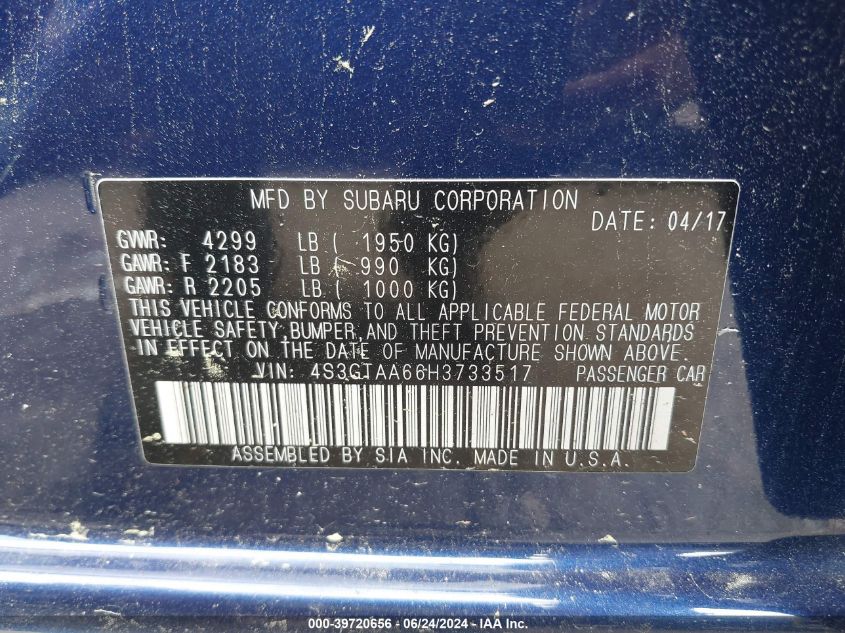 MFD BY SUBARU CORPORATION
DATE: 04/17
GVWR: 4299 LB ( 1950 KG)
GAWR: F 2183 LB ( 990 KG)
GAWR: R 2205 LB ( 1000 KG)
THIS VEHICLE CONFORMS TO ALL APPLICABLE FEDERAL MOTOR
VEHICLE SAFETY, BUMPER, AND THEFT PREVENTION STANDARDS
IN EFFECT ON THE DATE OF MANUFACTURE SHOWN ABOVE.
VIN: 4S3GTAA66H3733517 PASSENGER CAR
ASSEMBLED BY SIA INC. MADE IN U.S.A.
000-39720656 - 06/24/2024 - © IAA, Inc.